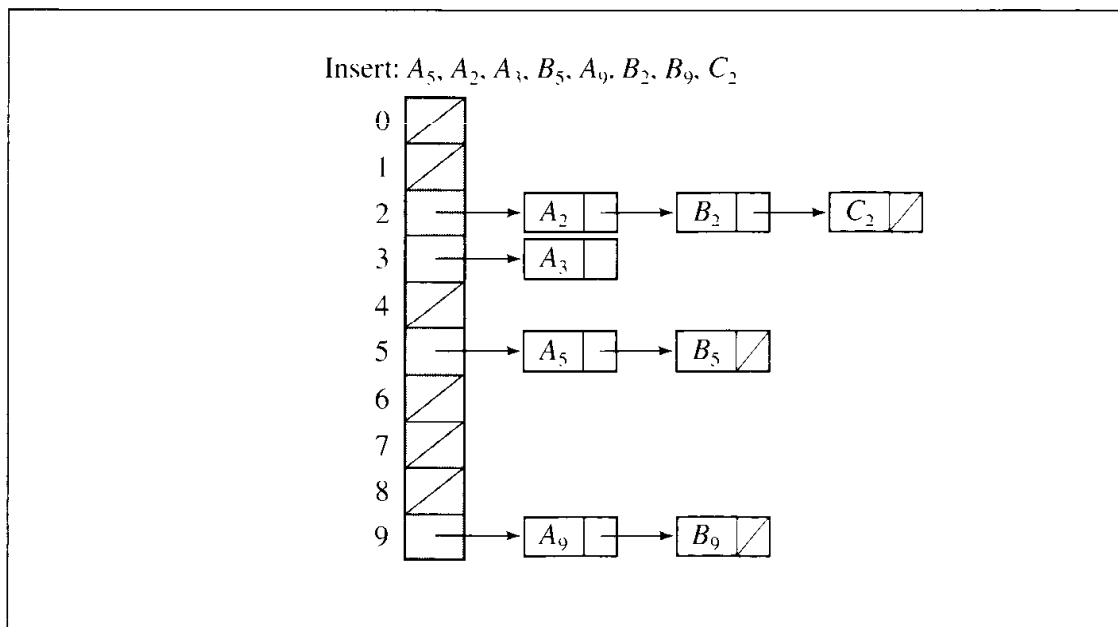 Insert: A₅, A₂, A₃, B₅, A₉, B₂, B₉, C₂
0
1
2 A₂ B₂ C₂
3 A₃
4
5 A₅ B₅
6
7
8
9 A₉ B₉